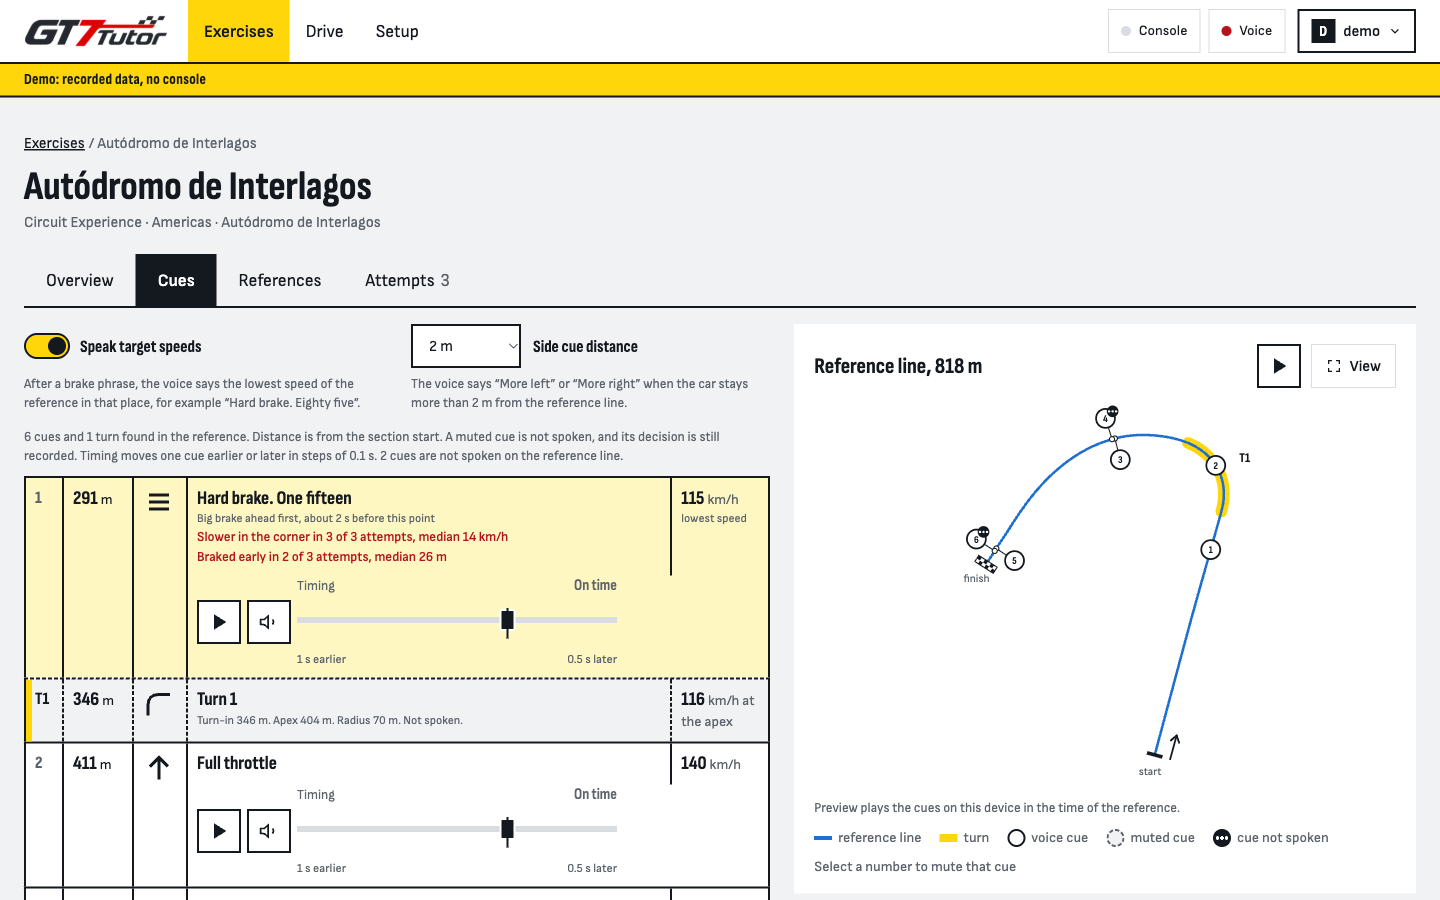 GT7 Tutor
Exercises
Drive
Setup
Console
Voice
D
demo
Demo: recorded data, no console
Exercises / Autódromo de Interlagos
Autódromo de Interlagos
Circuit Experience · Americas · Autódromo de Interlagos
Overview
Cues
References
Attempts 3
Speak target speeds
After a brake phrase, the voice says the lowest speed of the
reference in that place, for example “Hard brake. Eighty five”.
2 m
Side cue distance
The voice says “More left” or “More right” when the car stays
more than 2 m from the reference line.
6 cues and 1 turn found in the reference. Distance is from the section start. A muted cue is not spoken, and its decision is still
recorded. Timing moves one cue earlier or later in steps of 0.1 s. 2 cues are not spoken on the reference line.
1
291 m
Hard brake. One fifteen
Big brake ahead first, about 2 s before this point
Slower in the corner in 3 of 3 attempts, median 14 km/h
Braked early in 2 of 3 attempts, median 26 m
115 km/h
lowest speed
Timing
On time
1 s earlier
0.5 s later
T1
346 m
Turn 1
Turn-in 346 m. Apex 404 m. Radius 70 m. Not spoken.
116 km/h at
the apex
2
411 m
Full throttle
140 km/h
Timing
On time
1 s earlier
0.5 s later
Reference line, 818 m
View
4
3
2
T1
1
6
5
finish
start
Preview plays the cues on this device in the time of the reference.
reference line
turn
voice cue
muted cue
cue not spoken
Select a number to mute that cue